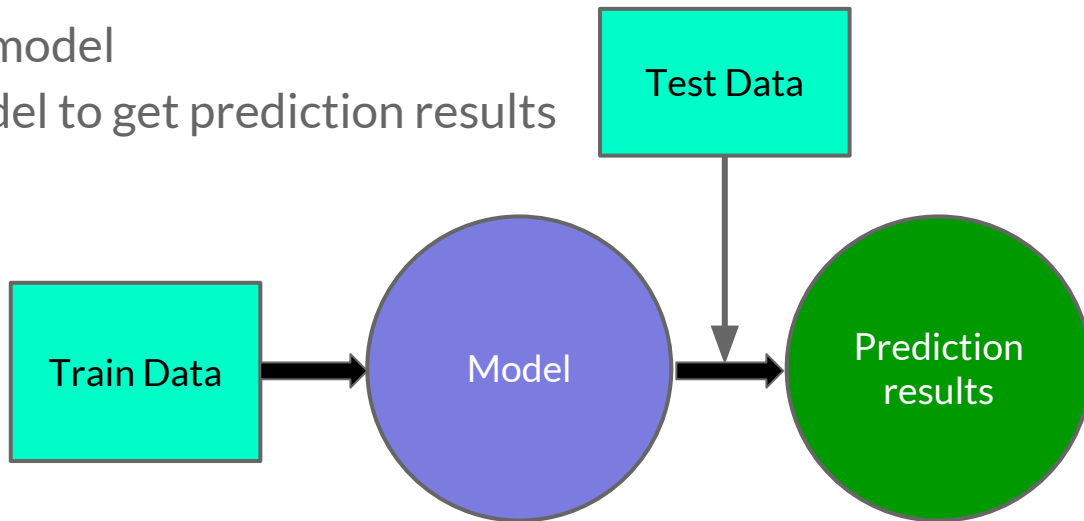 model
del to get prediction results
Test Data
Train Data
Model
Prediction
results